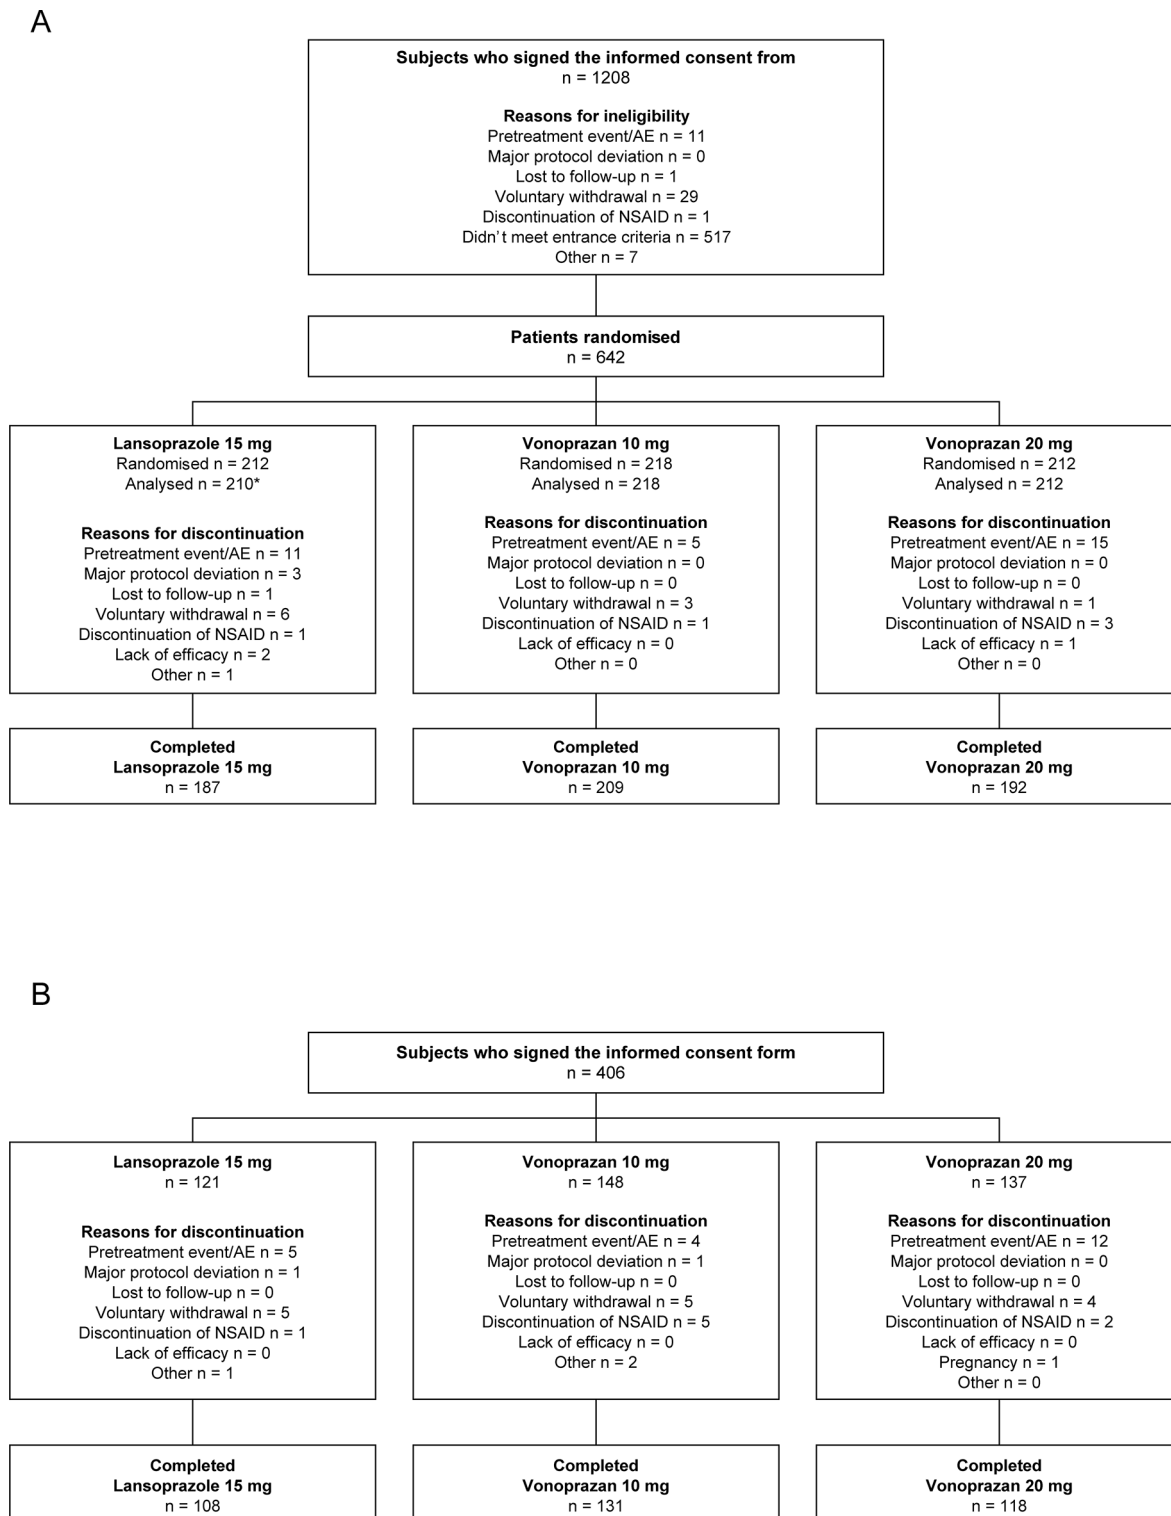 A
Subjects who signed the informed consent from
n = 1208
Reasons for ineligibility
Pretreatment event/AE n = 11
Major protocol deviation n = 0
Lost to follow-up n = 1
Voluntary withdrawal n = 29
Discontinuation of NSAID n = 1
Didn't meet entrance criteria n = 517
Other n = 7
Patients randomised
n = 642
Lansoprazole 15 mg
Randomised n = 212
Analysed n = 210*
Reasons for discontinuation
Pretreatment event/AE n = 11
Major protocol deviation n = 3
Lost to follow-up n = 1
Voluntary withdrawal n = 6
Discontinuation of NSAID n = 1
Lack of efficacy n = 2
Other n = 1
Vonoprazan 10 mg
Randomised n = 218
Analysed n = 218
Reasons for discontinuation
Pretreatment event/AE n = 5
Major protocol deviation n = 0
Lost to follow-up n = 0
Voluntary withdrawal n = 3
Discontinuation of NSAID n = 1
Lack of efficacy n = 0
Other n = 0
Vonoprazan 20 mg
Randomised n = 212
Analysed n = 212
Reasons for discontinuation
Pretreatment event/AE n = 15
Major protocol deviation n = 0
Lost to follow-up n = 0
Voluntary withdrawal n = 1
Discontinuation of NSAID n = 3
Lack of efficacy n = 1
Other n = 0
Completed
Lansoprazole 15 mg
n = 187
Completed
Vonoprazan 10 mg
n = 209
Completed
Vonoprazan 20 mg
n = 192
B
Subjects who signed the informed consent form
n = 406
Lansoprazole 15 mg
n = 121
Reasons for discontinuation
Pretreatment event/AE n = 5
Major protocol deviation n = 1
Lost to follow-up n = 0
Voluntary withdrawal n = 5
Discontinuation of NSAID n = 1
Lack of efficacy n = 0
Other n = 1
Vonoprazan 10 mg
n = 148
Reasons for discontinuation
Pretreatment event/AE n = 4
Major protocol deviation n = 1
Lost to follow-up n = 0
Voluntary withdrawal n = 5
Discontinuation of NSAID n = 5
Lack of efficacy n = 0
Other n = 2
Vonoprazan 20 mg
n = 137
Reasons for discontinuation
Pretreatment event/AE n = 12
Major protocol deviation n = 0
Lost to follow-up n = 0
Voluntary withdrawal n = 4
Discontinuation of NSAID n = 2
Lack of efficacy n = 0
Pregnancy n = 1
Other n = 0
Completed
Lansoprazole 15 mg
n = 108
Completed
Vonoprazan 10 mg
n = 131
Completed
Vonoprazan 20 mg
n = 118